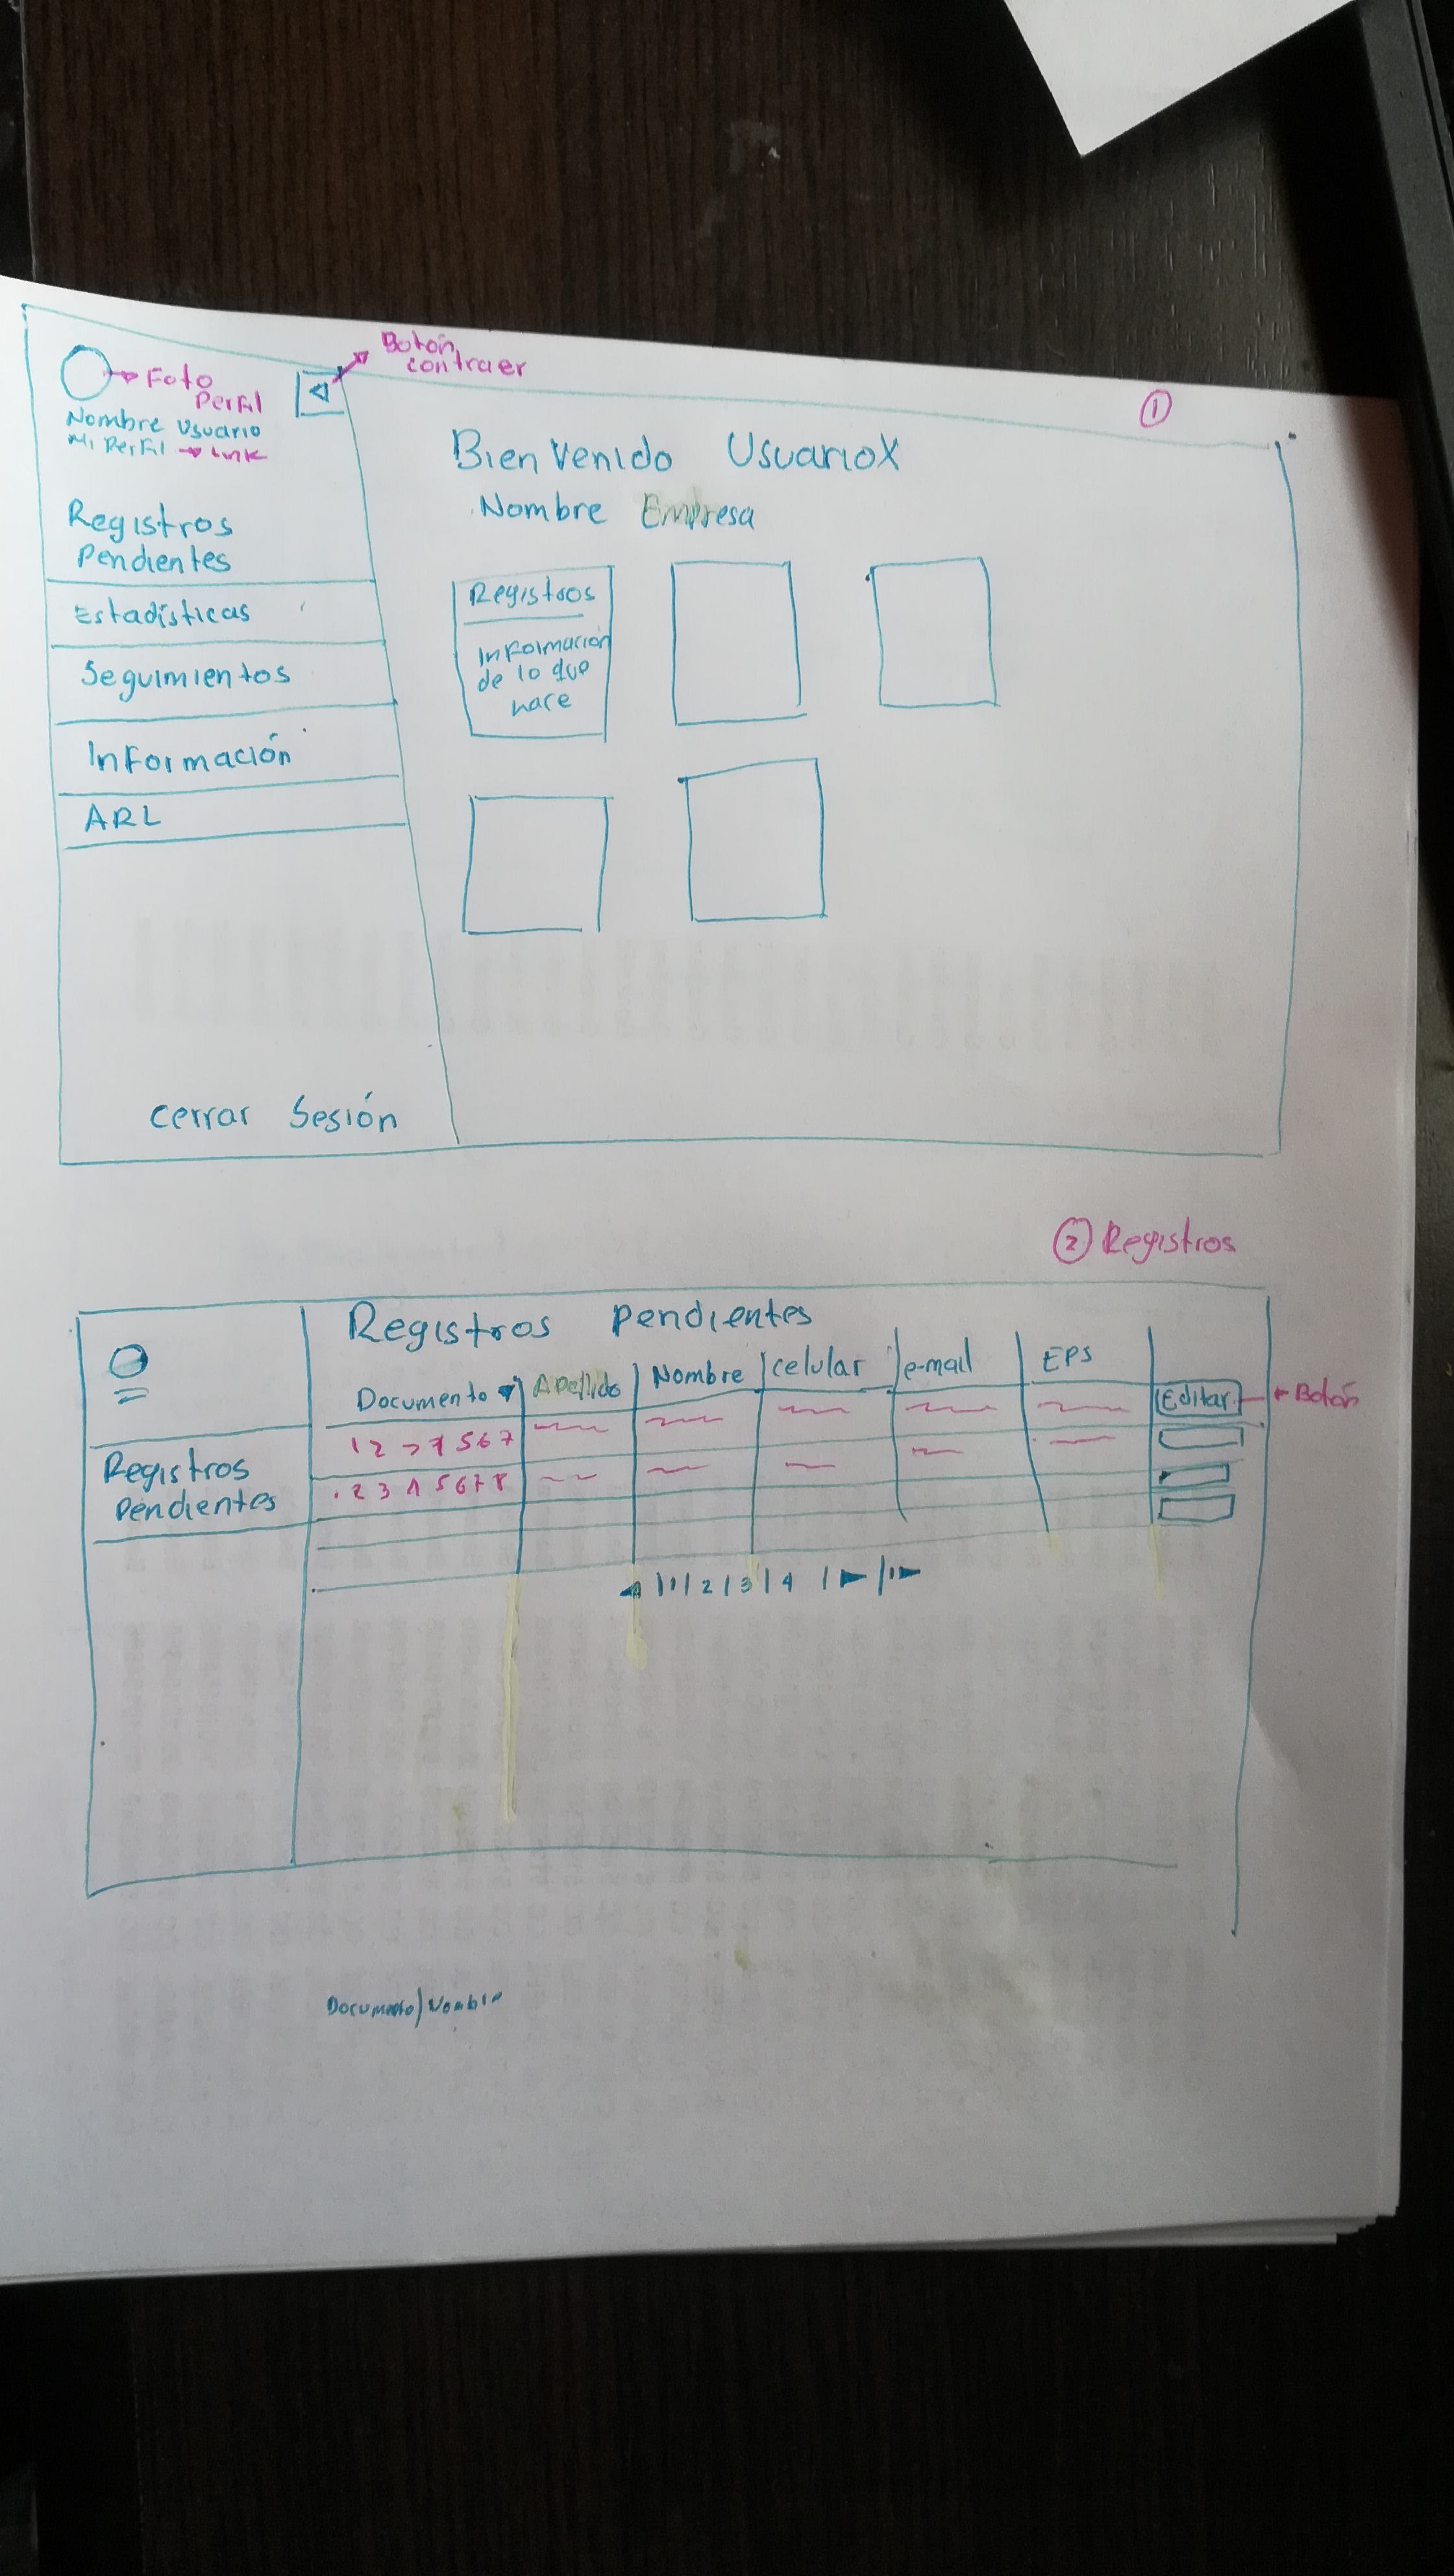 Botón
contraer
Foto
Perfil
Nombre Usuario
Mi Perfil → Link
①
Bienvenido UsuarioX
Nombre Empresa
Registros
Pendientes
Estadísticas
Seguimientos
Información
ARL
Registros
Información
de lo que
hace
cerrar Sesión
② Registros
Registros Pendientes
Documento Apellido Nombre celular e-mail EPS
Editar Botón
Registros
Pendientes
1 2 3 4 5 6 7
2 3 4 5 6 7 8
1 2 3 4
Documento Nombre